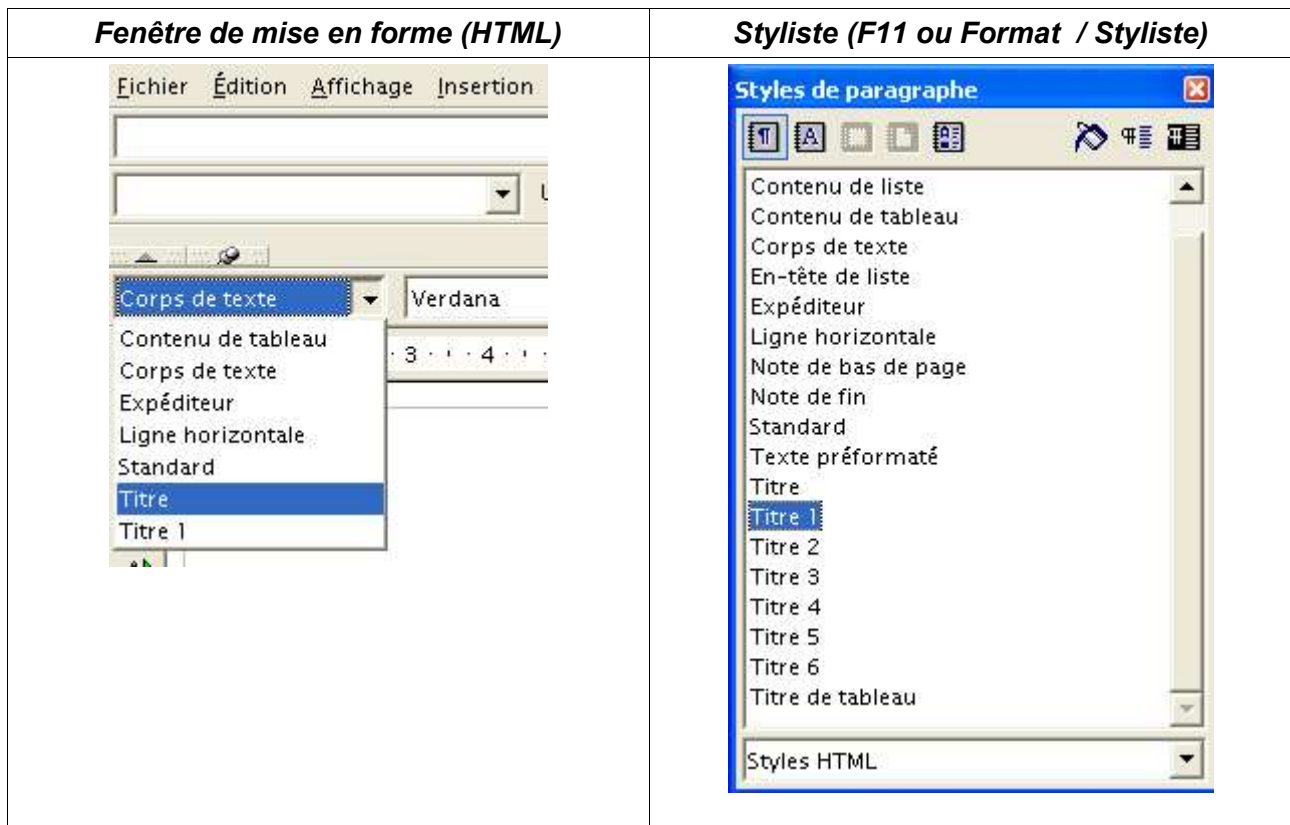 Fenêtre de mise en forme (HTML)
Fichier Édition Affichage Insertion
Corps de texte Verdana
Contenu de tableau
3 4
Corps de texte
Expéditeur
Ligne horizontale
Standard
Titre
Titre 1
Styliste (F11 ou Format / Styliste)
Styles de paragraphe
Contenu de liste
Contenu de tableau
Corps de texte
En-tête de liste
Expéditeur
Ligne horizontale
Note de bas de page
Note de fin
Standard
Texte préformaté
Titre
Titre 1
Titre 2
Titre 3
Titre 4
Titre 5
Titre 6
Titre de tableau
Styles HTML